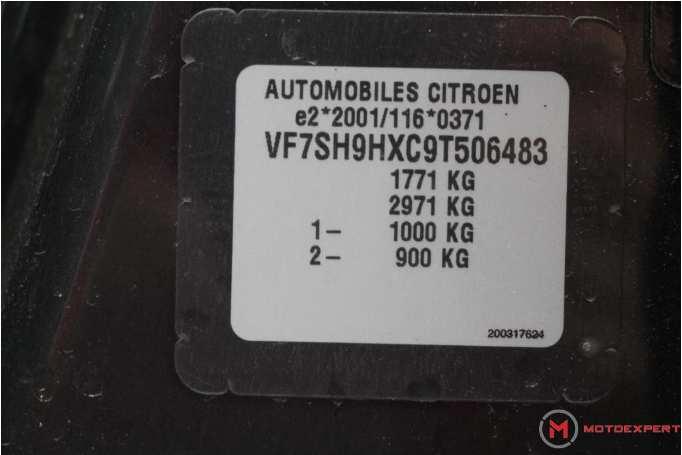 AUTOMOBILES CITROEN
e2*2001/116*0371
VF7SH9HXC9T506483
1771 KG
2971 KG
1- 1000 KG
2- 900 KG
200317624
M MOTOEXPERT